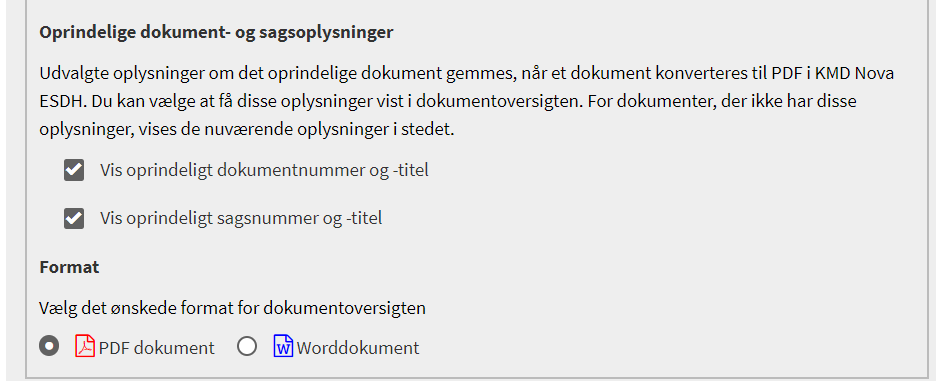 Oprindelige dokument- og sagsoplysninger
Udvalgte oplysninger om det oprindelige dokument gemmes, når et dokument konverteres til PDF i KMD Nova
ESDH. Du kan vælge at få disse oplysninger vist i dokumentoversigten. For dokumenter, der ikke har disse
oplysninger, vises de nuværende oplysninger i stedet.
Vis oprindeligt dokumentnummer og -titel
Vis oprindeligt sagsnummer og -titel
Format
Vælg det ønskede format for dokumentoversigten
PDF dokument Worddokument